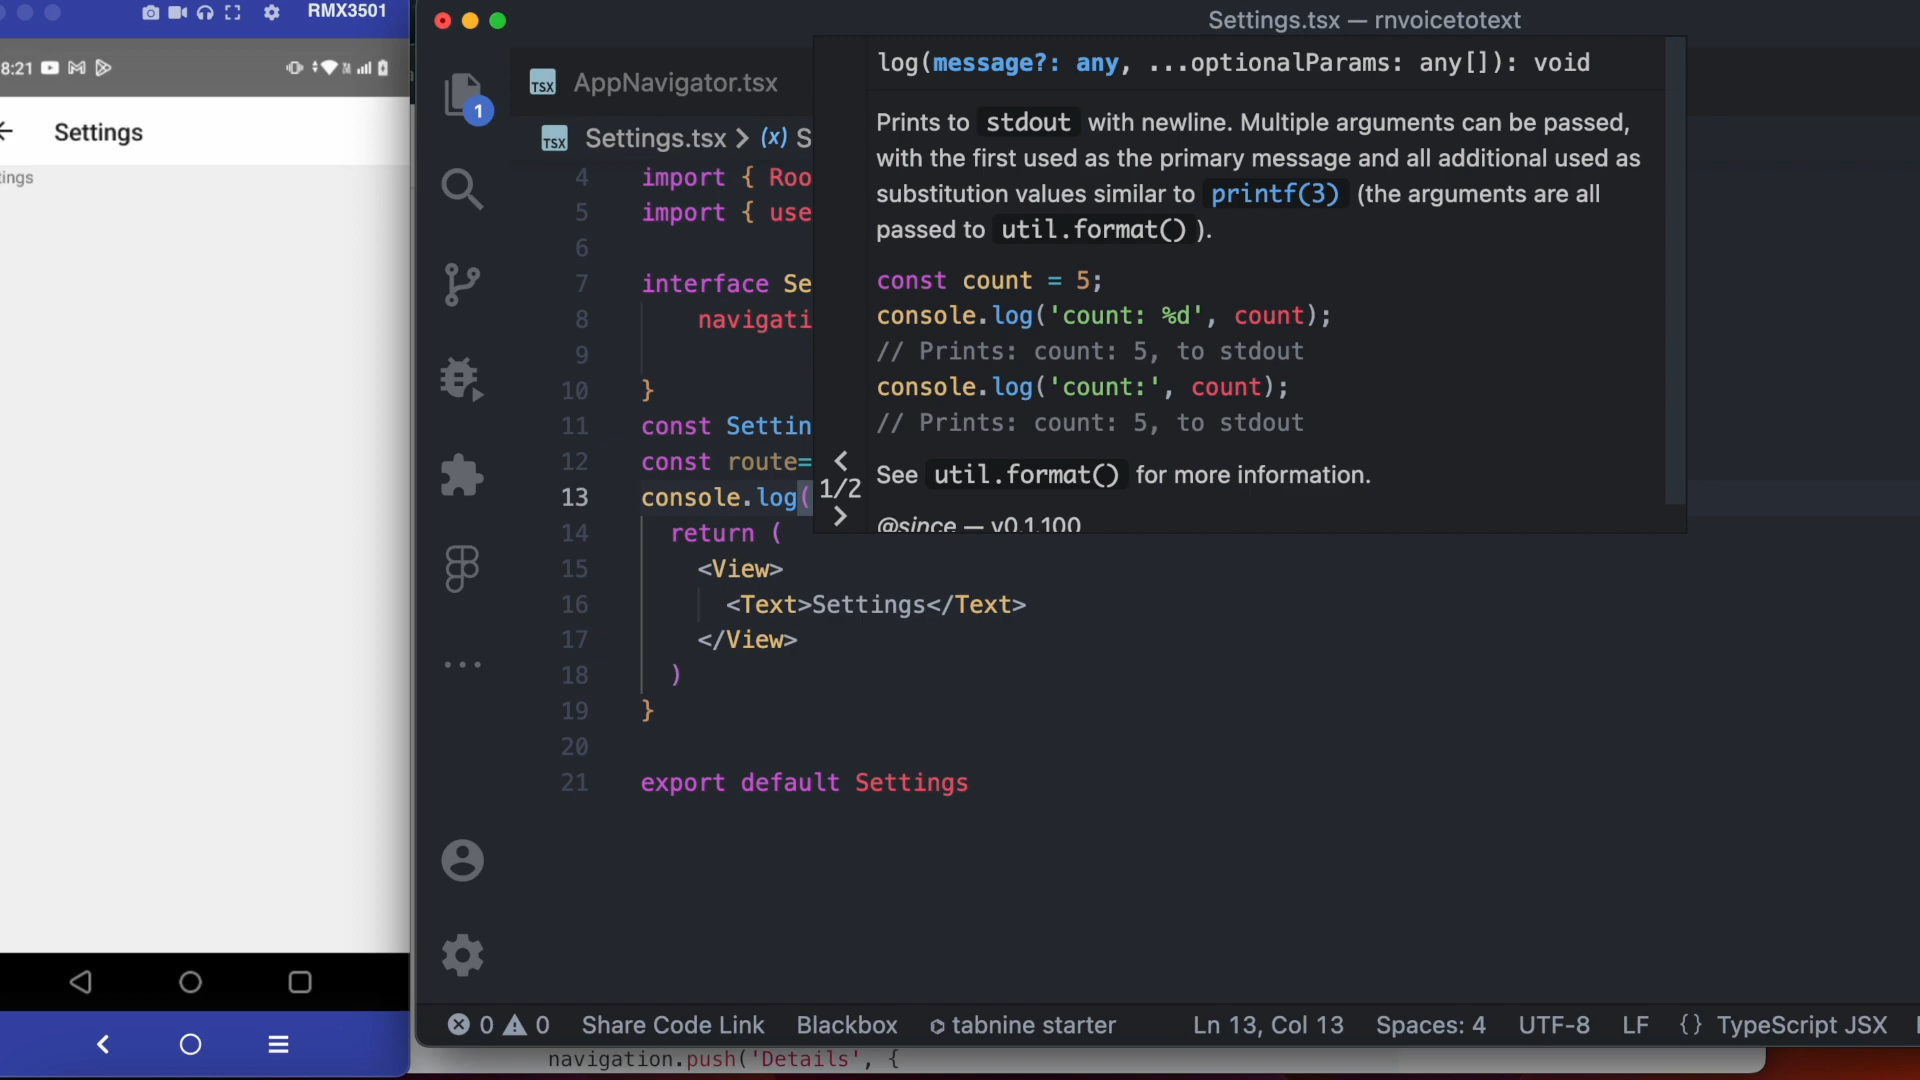 RMX3501
8:21
Settings
tings
Settings.tsx — rnvoicetotext
1
TSX AppNavigator.tsx
TSX Settings.tsx > (x) S
4 import { Roo
5 import { use
6
7 interface Se
8 navigati
9
10 }
11 const Settin
12 const route=
13 console.log(
14 return (
15 <View>
16 <Text>Settings</Text>
17 </View>
18 )
19 }
20
21 export default Settings
log(message?: any, ...optionalParams: any[]): void
Prints to stdout with newline. Multiple arguments can be passed,
with the first used as the primary message and all additional used as
substitution values similar to printf(3) (the arguments are all
passed to util.format() ).
const count = 5;
console.log('count: %d', count);
// Prints: count: 5, to stdout
console.log('count:', count);
// Prints: count: 5, to stdout
1/2
See util.format() for more information.
@since — v0.1.100
0 0 Share Code Link Blackbox tabnine starter Ln 13, Col 13 Spaces: 4 UTF-8 LF {} TypeScript JSX
navigation.push('Details', {